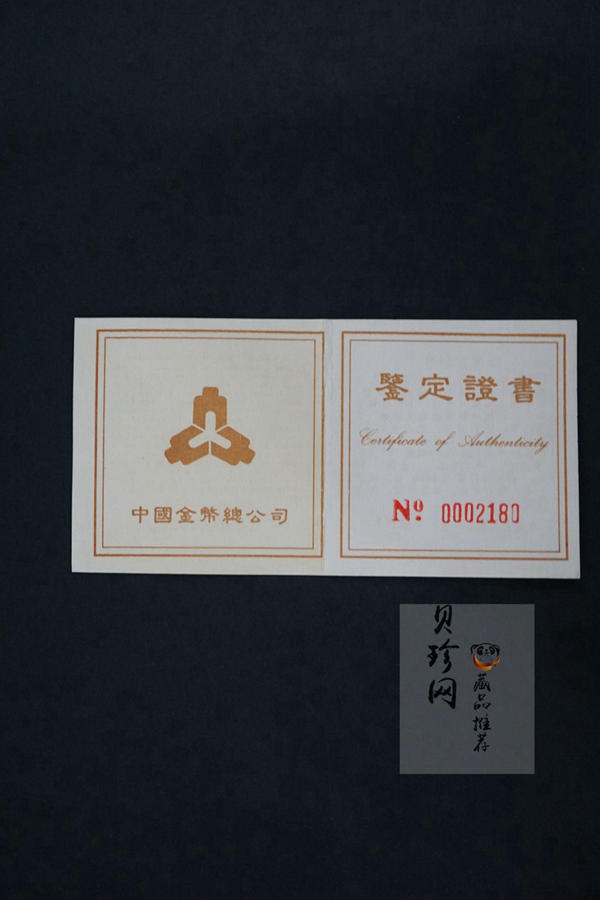 中國金幣總公司
鑒定證書
Certificate of Authenticity
Nº 0002180
贝珍网
藏品推荐